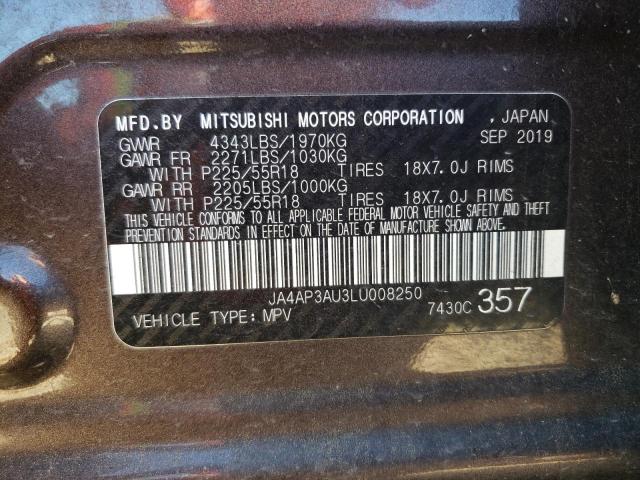 MFD.BY MITSUBISHI MOTORS CORPORATION , JAPAN
GVWR 4343LBS/1970KG SEP 2019
GAWR FR 2271LBS/1030KG
WITH P225/55R18 TIRES 18X7.0J RIMS
GAWR RR 2205LBS/1000KG
WITH P225/55R18 TIRES 18X7.0J RIMS
THIS VEHICLE CONFORMS TO ALL APPLICABLE FEDERAL MOTOR VEHICLE SAFETY AND THEFT
PREVENTION STANDARDS IN EFFECT ON THE DATE OF MANUFACTURE SHOWN ABOVE.
JA4AP3AU3LU008250
VEHICLE TYPE: MPV 7430C 357